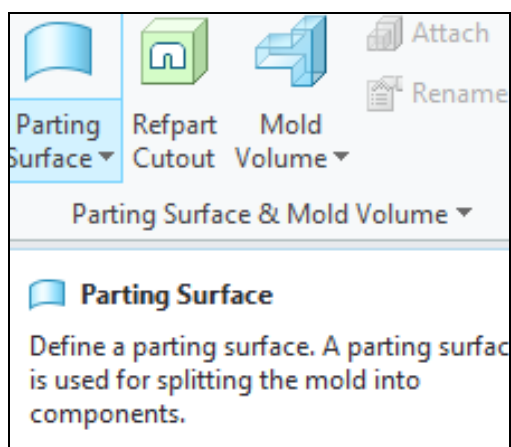 Attach
Rename
Parting Refpart Mold
Surface Cutout Volume
Parting Surface & Mold Volume
Parting Surface
Define a parting surface. A parting surfac
is used for splitting the mold into
components.